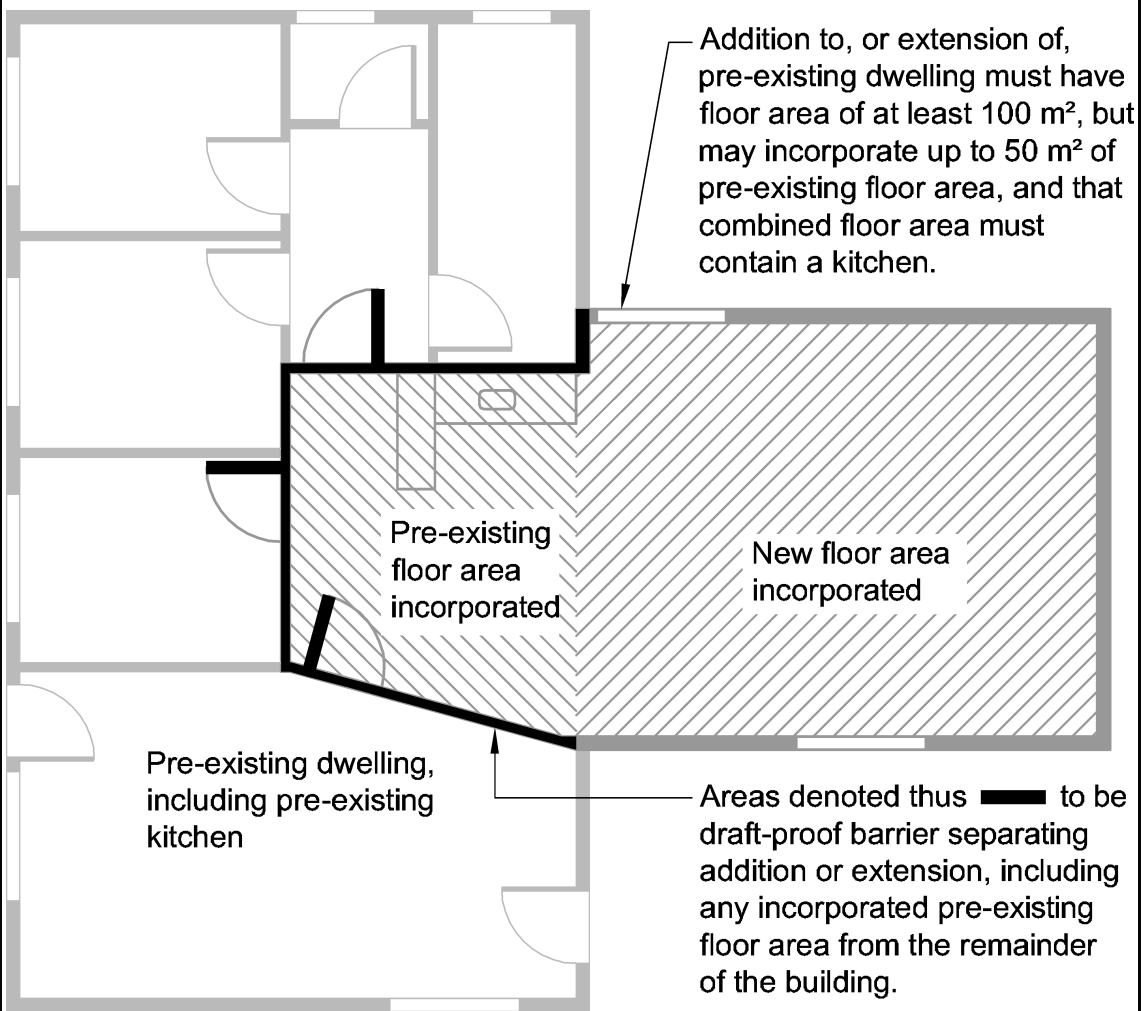 Addition to, or extension of,
pre-existing dwelling must have
floor area of at least 100 m², but
may incorporate up to 50 m² of
pre-existing floor area, and that
combined floor area must
contain a kitchen.
Pre-existing
floor area
incorporated
New floor area
incorporated
Pre-existing dwelling,
including pre-existing
kitchen
Areas denoted thus to be
draft-proof barrier separating
addition or extension, including
any incorporated pre-existing
floor area from the remainder
of the building.